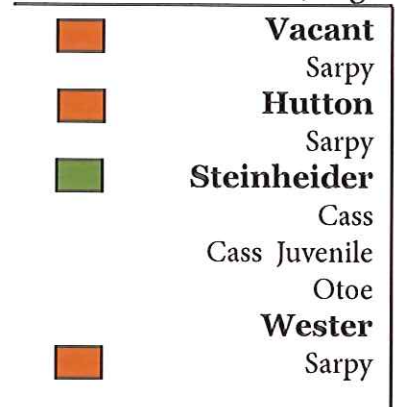 Vacant
Sarpy
Hutton
Sarpy
Steinheider
Cass
Cass Juvenile
Otoe
Wester
Sarpy